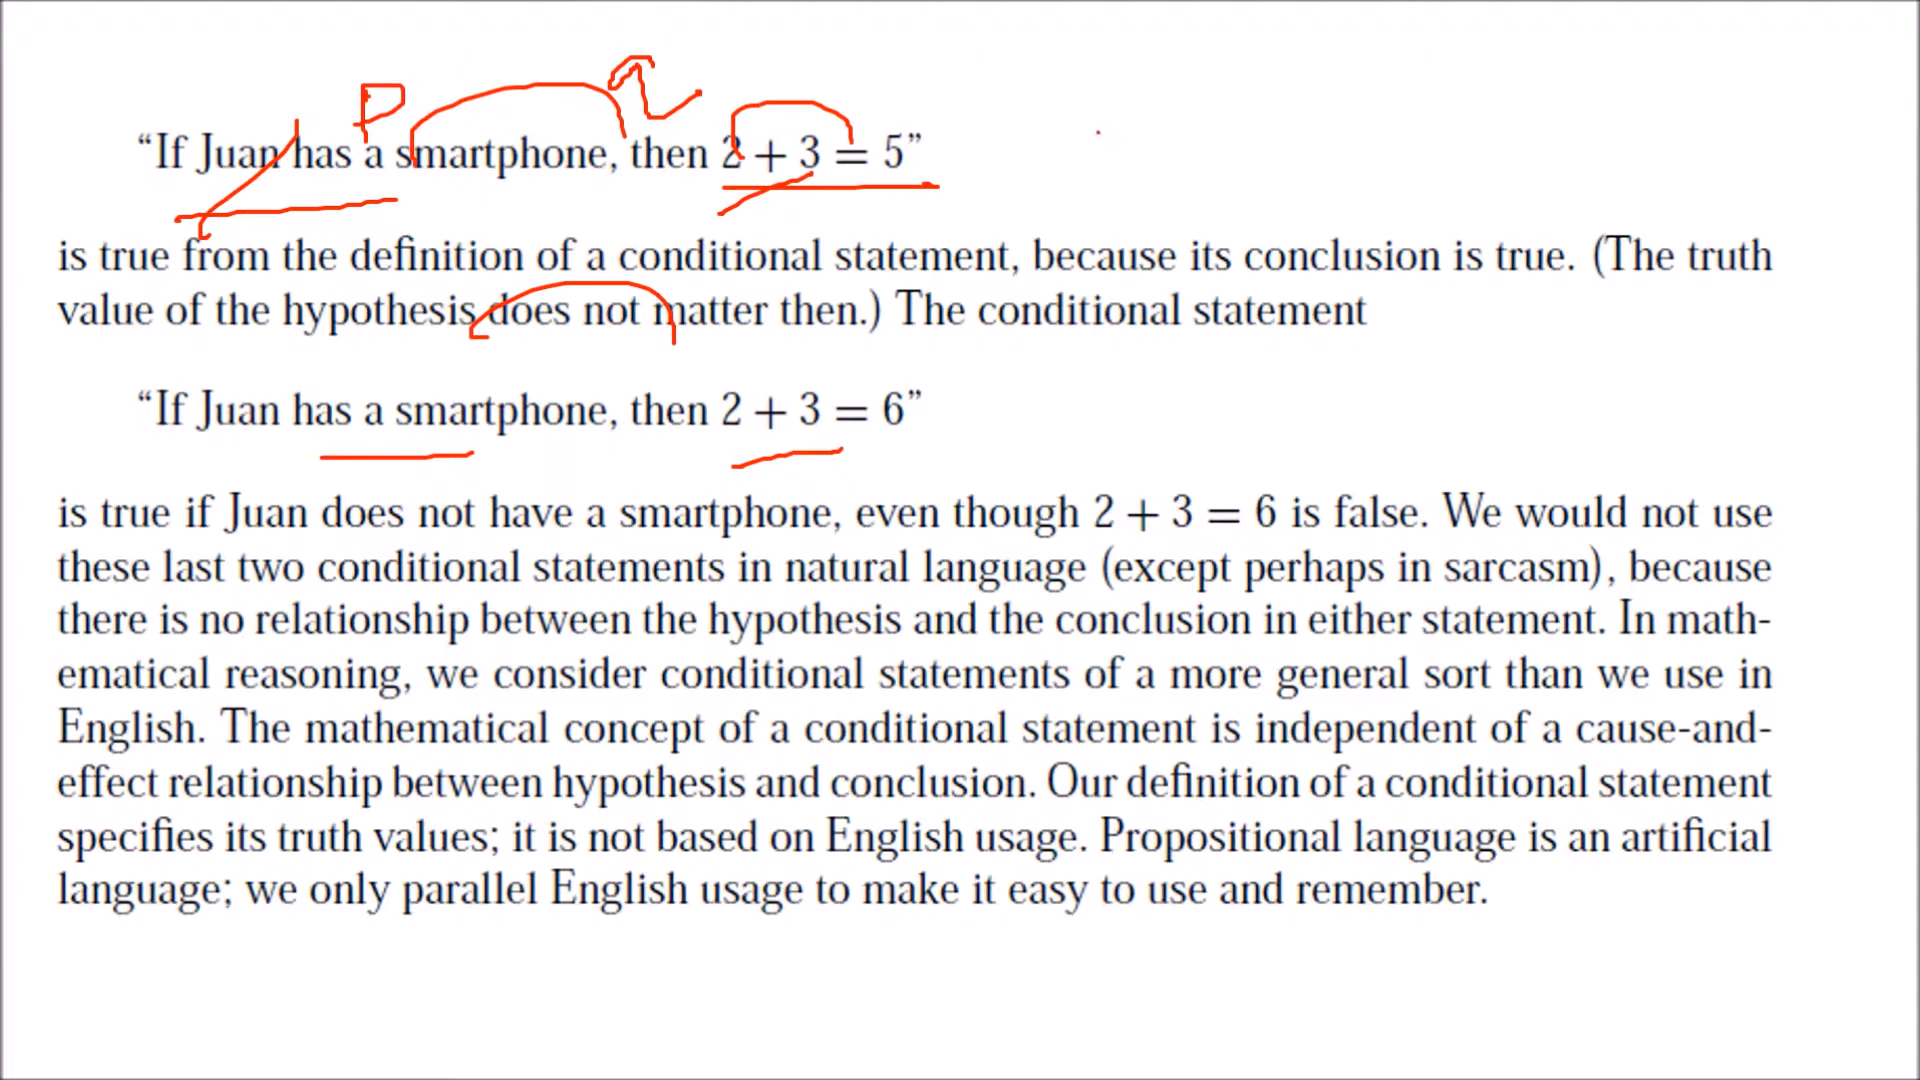 P q
“If Juan has a smartphone, then 2 + 3 = 5”
is true from the definition of a conditional statement, because its conclusion is true. (The truth
value of the hypothesis does not matter then.) The conditional statement
“If Juan has a smartphone, then 2 + 3 = 6”
is true if Juan does not have a smartphone, even though 2 + 3 = 6 is false. We would not use
these last two conditional statements in natural language (except perhaps in sarcasm), because
there is no relationship between the hypothesis and the conclusion in either statement. In math-
ematical reasoning, we consider conditional statements of a more general sort than we use in
English. The mathematical concept of a conditional statement is independent of a cause-and-
effect relationship between hypothesis and conclusion. Our definition of a conditional statement
specifies its truth values; it is not based on English usage. Propositional language is an artificial
language; we only parallel English usage to make it easy to use and remember.